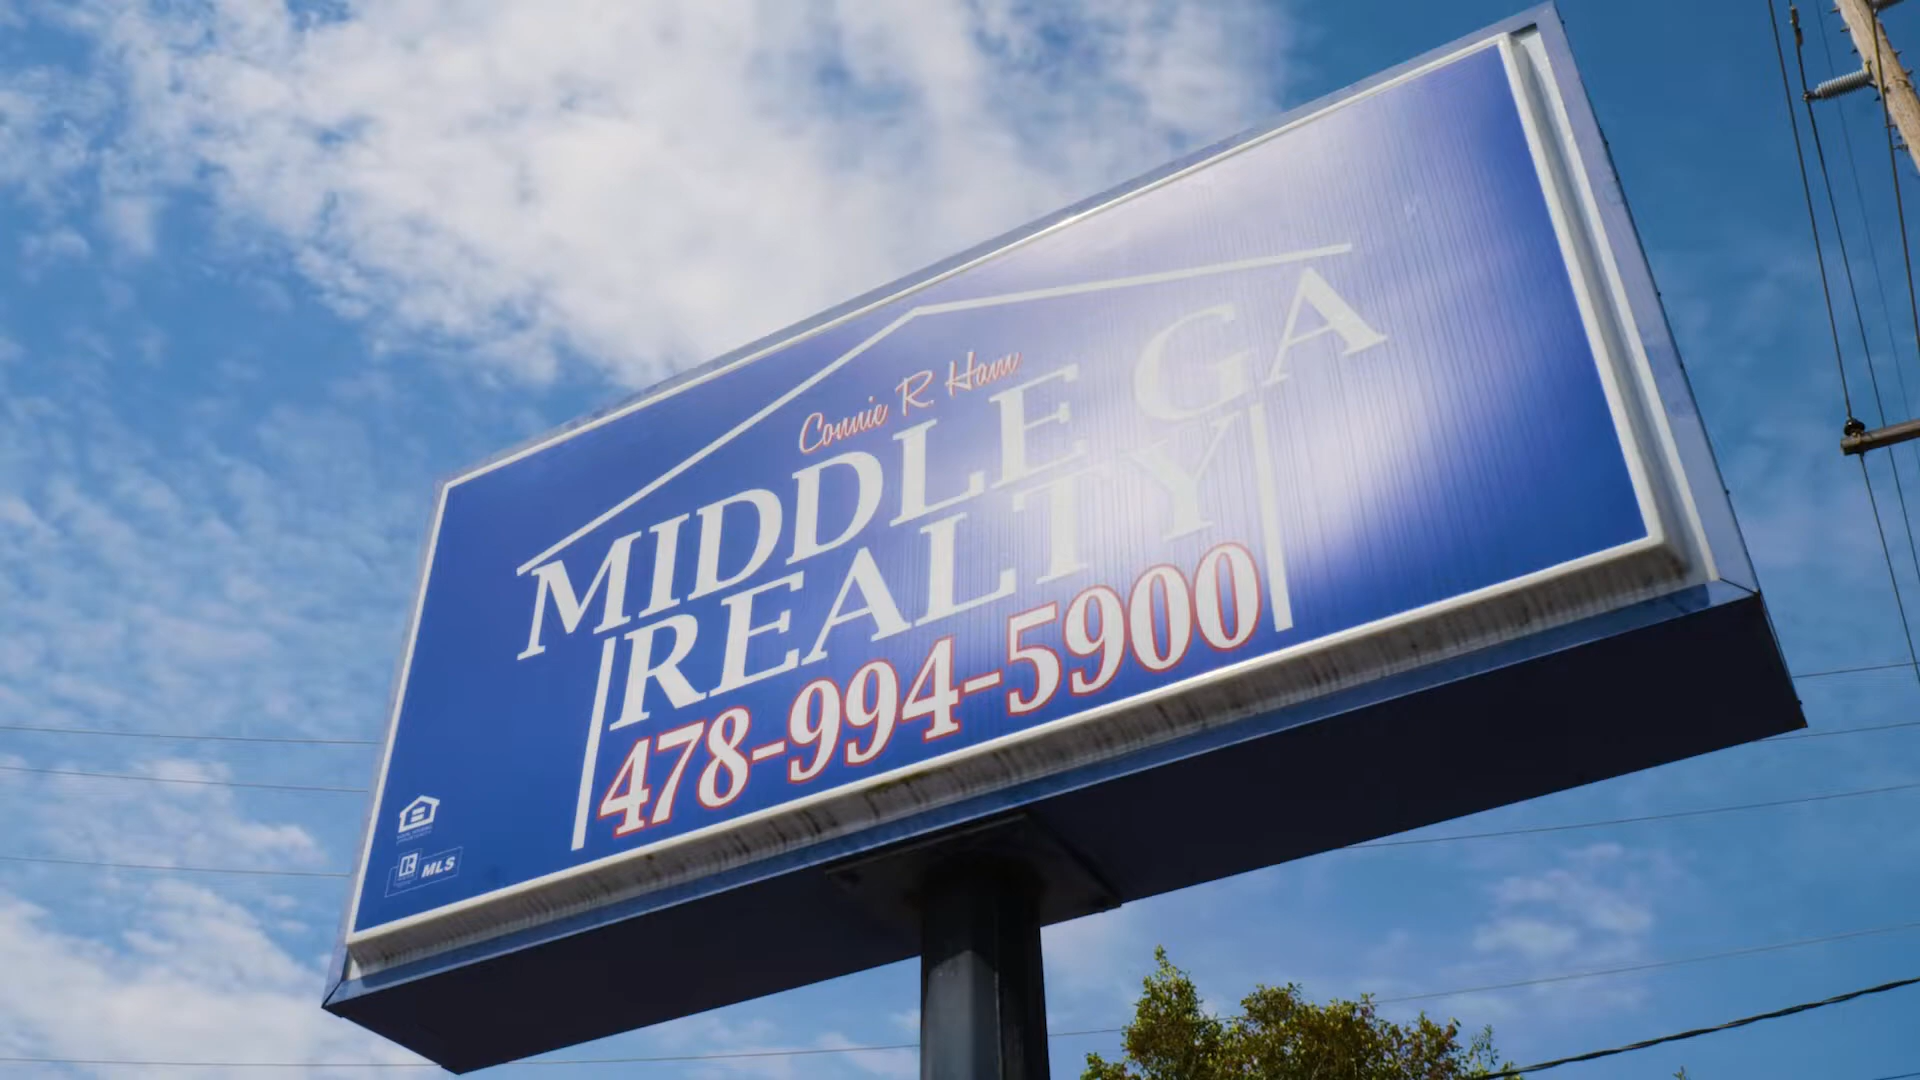 Connie R. Ham
MIDDLE GA
REALTY
478-994-5900
MLS